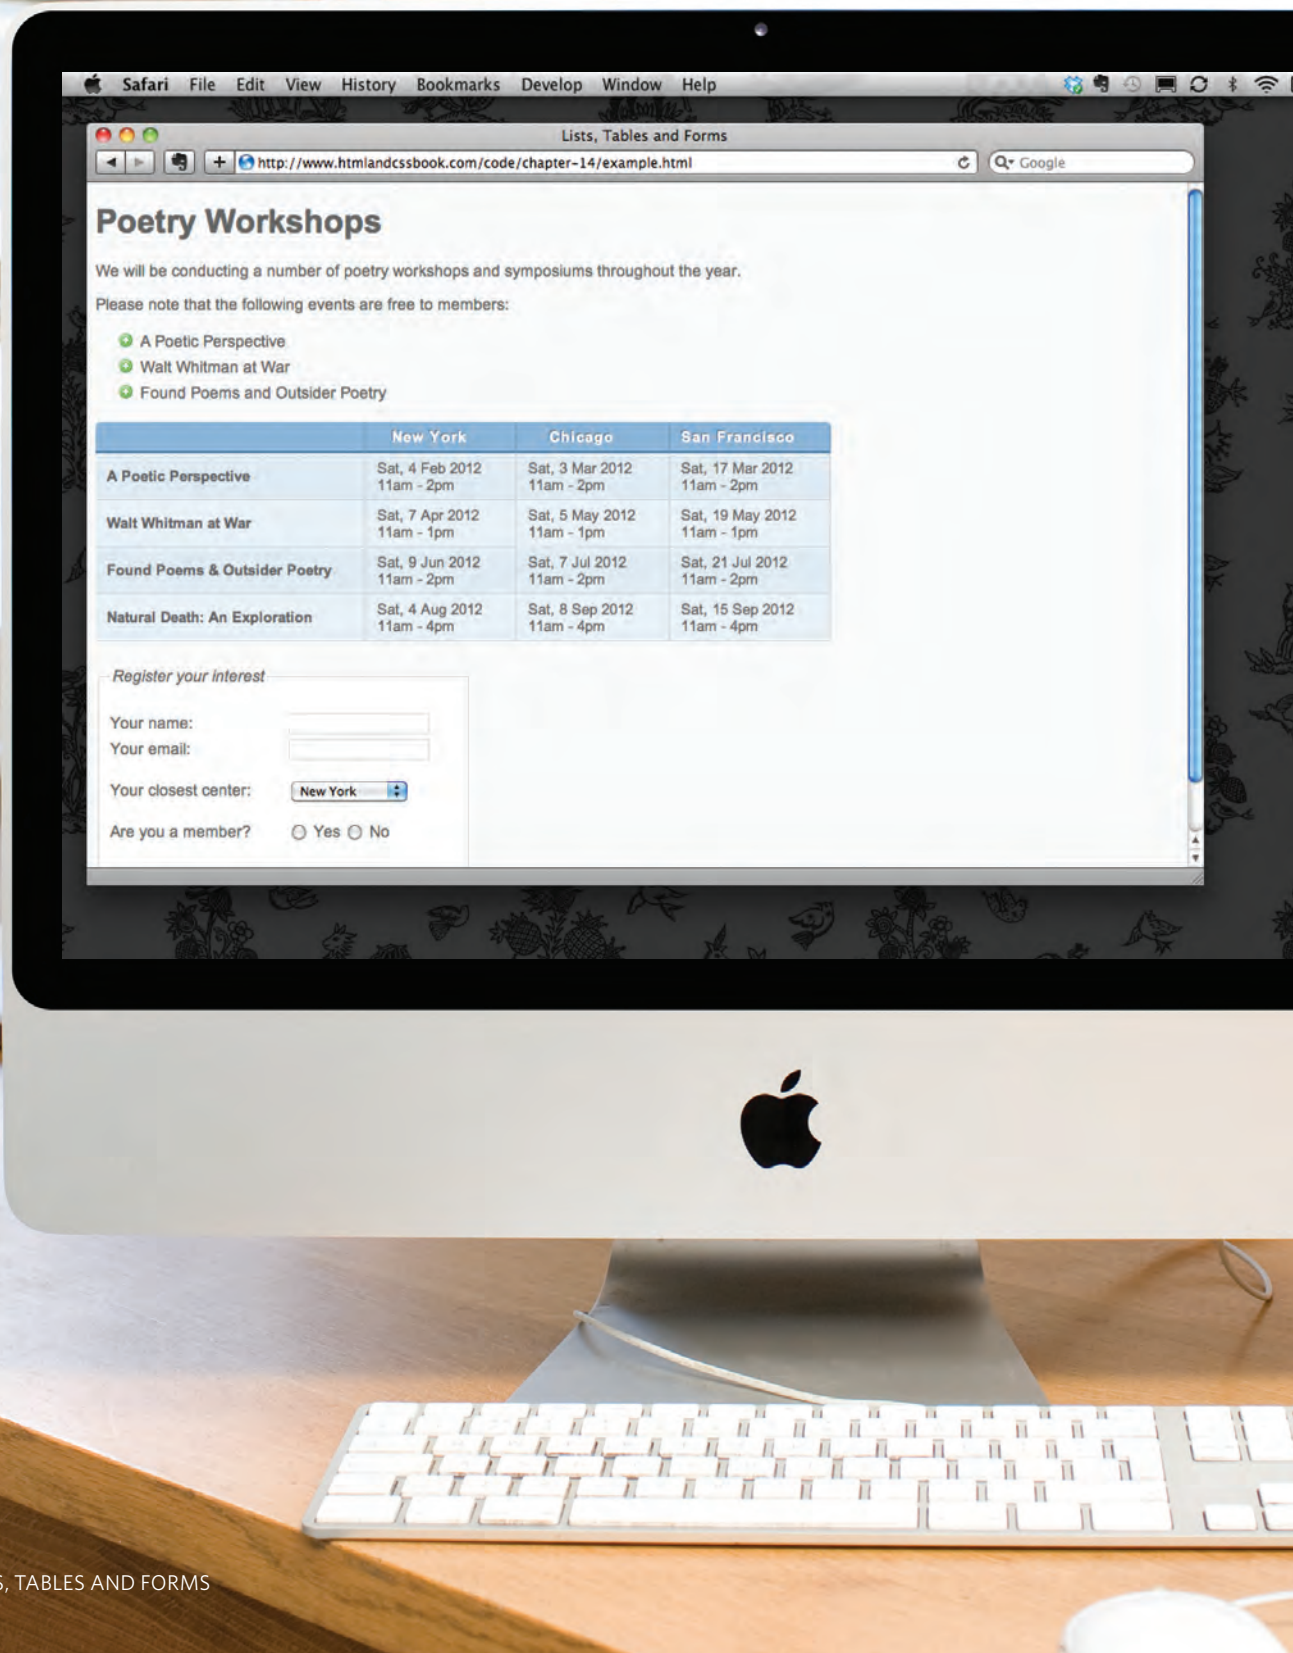 Safari File Edit View History Bookmarks Develop Window Help
Lists, Tables and Forms
http://www.htmlandcssbook.com/code/chapter-14/example.html
Google
Poetry Workshops
We will be conducting a number of poetry workshops and symposiums throughout the year.
Please note that the following events are free to members:
A Poetic Perspective
Walt Whitman at War
Found Poems and Outsider Poetry
New York Chicago San Francisco
A Poetic Perspective
Sat, 4 Feb 2012
11am - 2pm
Sat, 3 Mar 2012
11am - 2pm
Sat, 17 Mar 2012
11am - 2pm
Walt Whitman at War
Sat, 7 Apr 2012
11am - 1pm
Sat, 5 May 2012
11am - 1pm
Sat, 19 May 2012
11am - 1pm
Found Poems & Outsider Poetry
Sat, 9 Jun 2012
11am - 2pm
Sat, 7 Jul 2012
11am - 2pm
Sat, 21 Jul 2012
11am - 2pm
Natural Death: An Exploration
Sat, 4 Aug 2012
11am - 4pm
Sat, 8 Sep 2012
11am - 4pm
Sat, 15 Sep 2012
11am - 4pm
Register your interest
Your name:
Your email:
Your closest center: New York
Are you a member? Yes No
S, TABLES AND FORMS